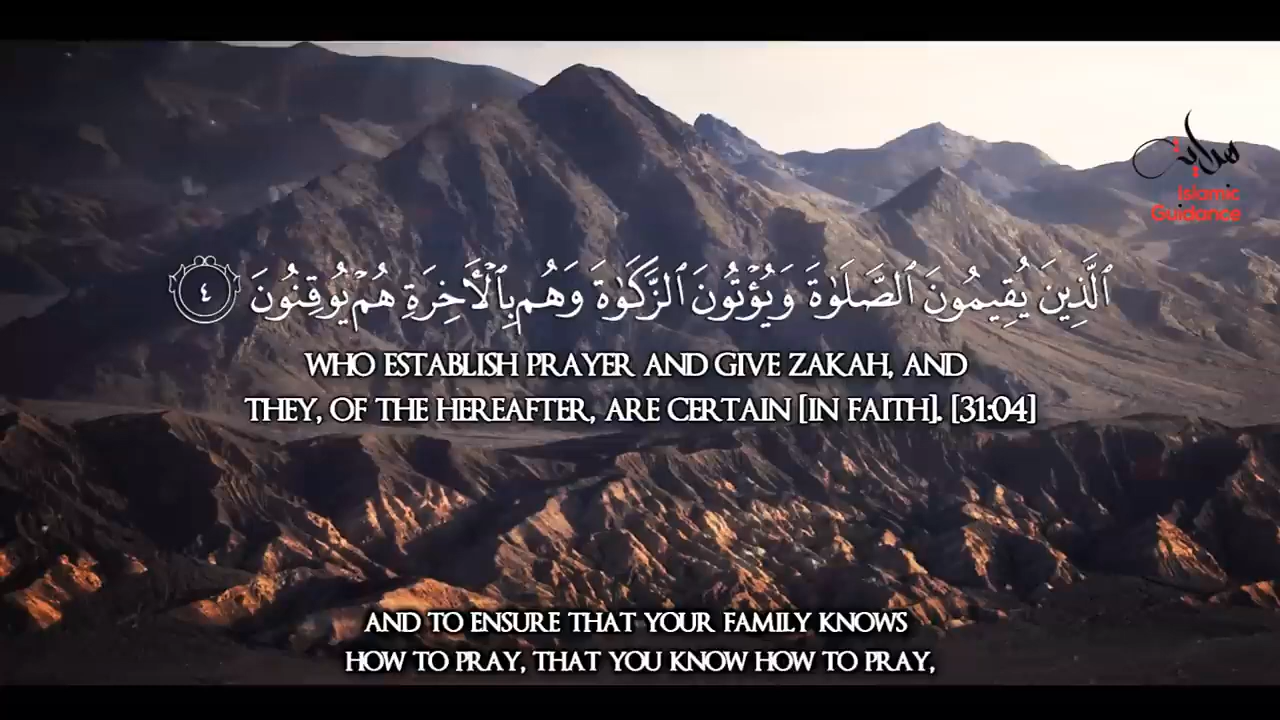 هداية
Islamic
Guidance
ٱلَّذِينَ يُقِيمُونَ ٱلصَّلَوٰةَ وَيُؤْتُونَ ٱلزَّكَوٰةَ وَهُم بِٱلْأَخِرَةِ هُمْ يُوقِنُونَ ٤
WHO ESTABLISH PRAYER AND GIVE ZAKAH, AND
THEY, OF THE HEREAFTER, ARE CERTAIN [IN FAITH]. [31:04]
AND TO ENSURE THAT YOUR FAMILY KNOWS
HOW TO PRAY, THAT YOU KNOW HOW TO PRAY,